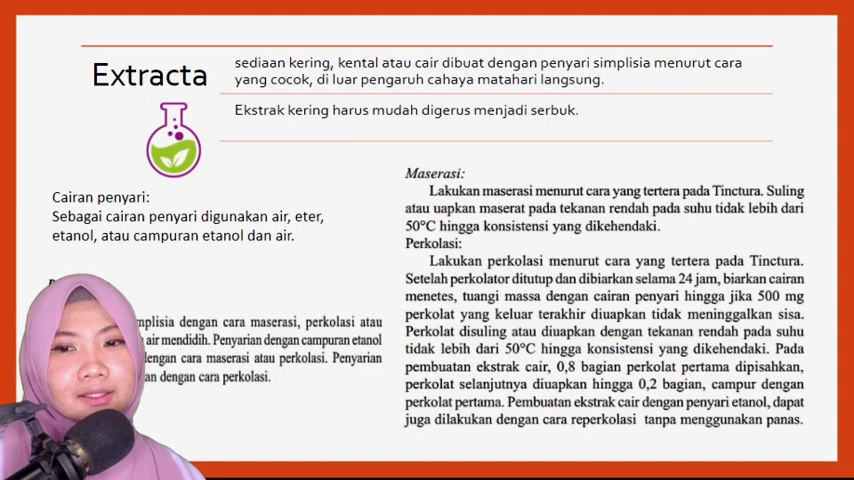 Extracta
sediaan kering, kental atau cair dibuat dengan penyari simplisia menurut cara
yang cocok, di luar pengaruh cahaya matahari langsung.
Ekstrak kering harus mudah digerus menjadi serbuk.
Cairan penyari:
Sebagai cairan penyari digunakan air, eter,
etanol, atau campuran etanol dan air.
dengan cara maserasi, perkolasi atau
air mendidih. Penyarian dengan campuran etanol
dengan cara maserasi atau perkolasi. Penyarian
dengan cara perkolasi.
Maserasi:
Lakukan maserasi menurut cara yang tertera pada Tinctura. Suling
atau uapkan maserat pada tekanan rendah pada suhu tidak lebih dari
50°C hingga konsistensi yang dikehendaki.
Perkolasi:
Lakukan perkolasi menurut cara yang tertera pada Tinctura.
Setelah perkolator ditutup dan dibiarkan selama 24 jam, biarkan cairan
menetes, tuangi massa dengan cairan penyari hingga jika 500 mg
perkolat yang keluar terakhir diuapkan tidak meninggalkan sisa.
Perkolat disuling atau diuapkan dengan tekanan rendah pada suhu
tidak lebih dari 50°C hingga konsistensi yang dikehendaki. Pada
pembuatan ekstrak cair, 0,8 bagian perkolat pertama dipisahkan,
perkolat selanjutnya diuapkan hingga 0,2 bagian, campur dengan
perkolat pertama. Pembuatan ekstrak cair dengan penyari etanol, dapat
juga dilakukan dengan cara reperkolasi tanpa menggunakan panas.